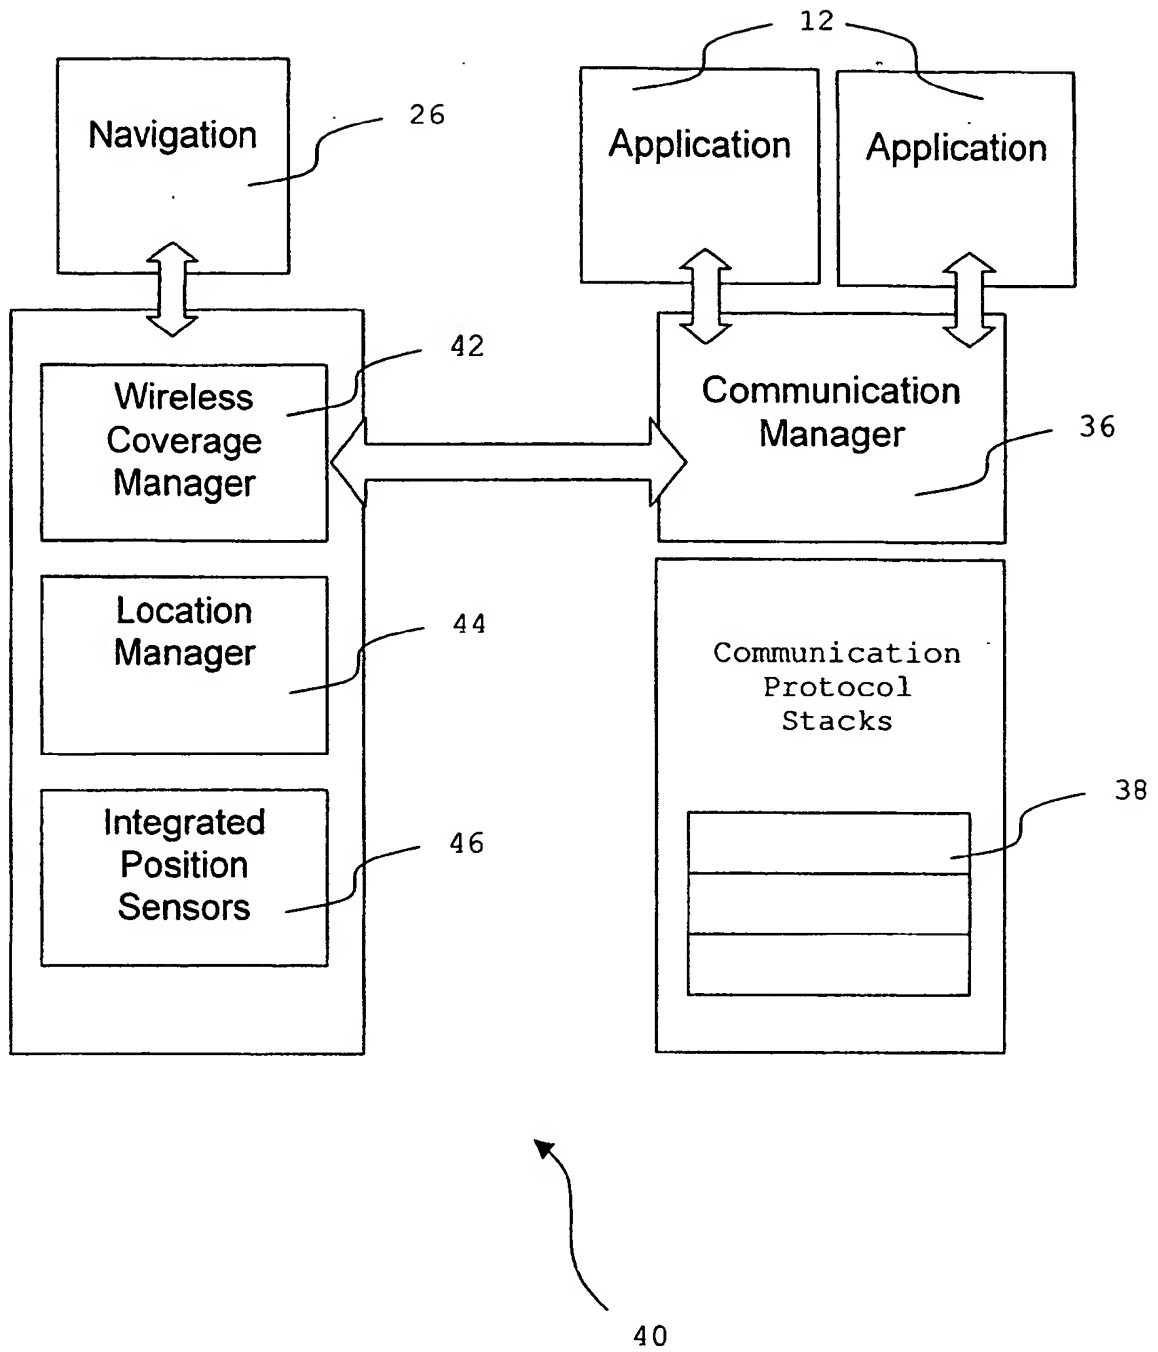 12
Navigation
26
Application
Application
42
Wireless
Coverage
Manager
Communication
Manager
36
Location
Manager
44
Communication
Protocol
Stacks
38
Integrated
Position
Sensors
46
40